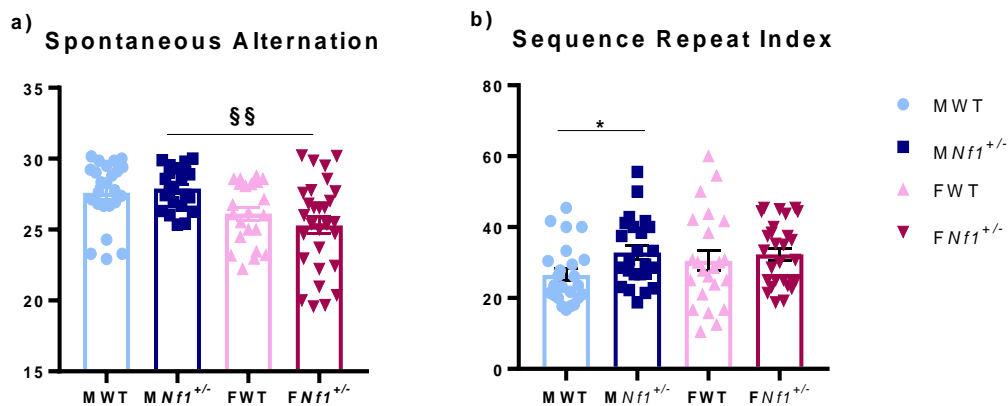 a)
Spontaneous Alternation
35
30
25
20
15
§§
MWT
MNf1+/-
FWT
FNf1+/-
b)
Sequence Repeat Index
80
60
40
20
0
*
MWT
MNf1+/-
FWT
FNf1+/-
MWT
MNf1+/-
FWT
FNf1+/-